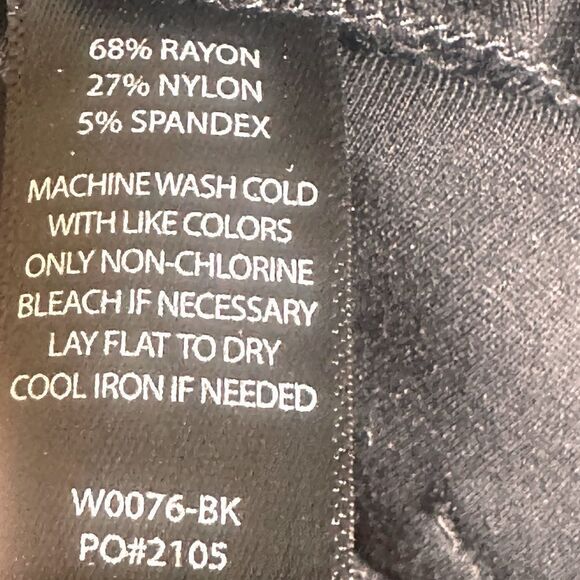 68% RAYON
27% NYLON
5% SPANDEX
MACHINE WASH COLD
WITH LIKE COLORS
ONLY NON-CHLORINE
BLEACH IF NECESSARY
LAY FLAT TO DRY
COOL IRON IF NEEDED
W0076-BK
PO#2105